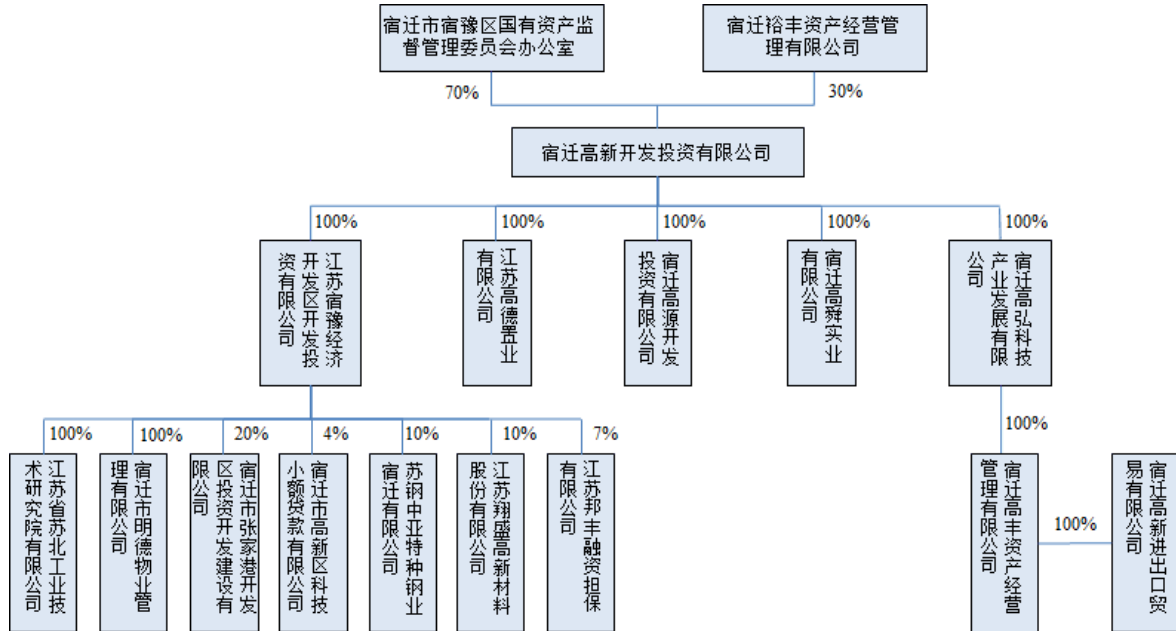 宿迁市宿豫区国有资产监
督管理委员会办公室
宿迁裕丰资产经营管
理有限公司
70%
30%
宿迁高新开发投资有限公司
100%
100%
100%
100%
100%
江苏宿豫经济
开发区开发投
资有限公司
江苏高德置业
有限公司
宿迁高源开发
投资有限公司
宿迁高舜实业
有限公司
宿迁高弘科技
产业发展有限
公司
100%
100%
20%
4%
10%
10%
7%
100%
江苏省苏北工业技
术研究院有限公司
宿迁市明德物业管
理有限公司
宿迁市张家港开发
区投资开发建设有
限公司
宿迁市高新区科技
小额贷款有限公司
苏钢中亚特种钢业
宿迁有限公司
江苏翔盛高新材料
股份有限公司
江苏邦丰融资担保
有限公司
宿迁高丰资产经营
管理有限公司
100%
宿迁高新进出口贸
易有限公司